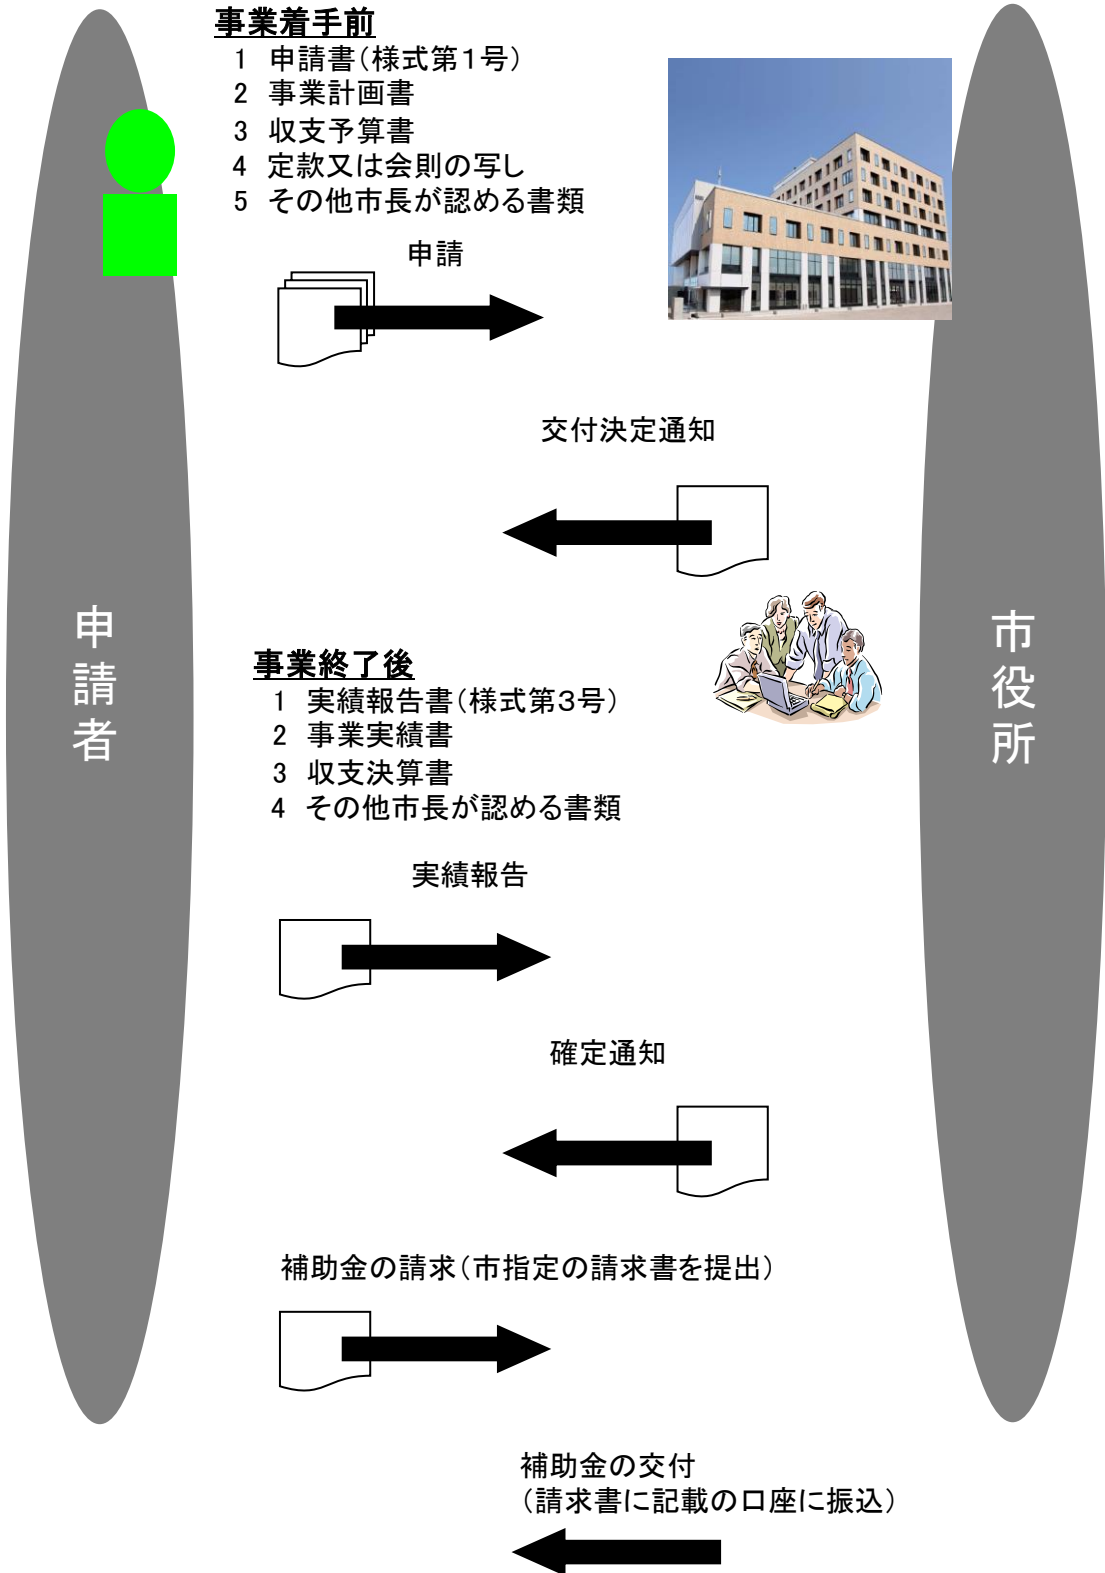 事業着手前
1 申請書（様式第１号）
2 事業計画書
3 収支予算書
4 定款又は会則の写し
5 その他市長が認める書類
申請
交付決定通知
申請者
市役所
事業終了後
1 実績報告書（様式第３号）
2 事業実績書
3 収支決算書
4 その他市長が認める書類
実績報告
確定通知
補助金の請求（市指定の請求書を提出）
補助金の交付
（請求書に記載の口座に振込）